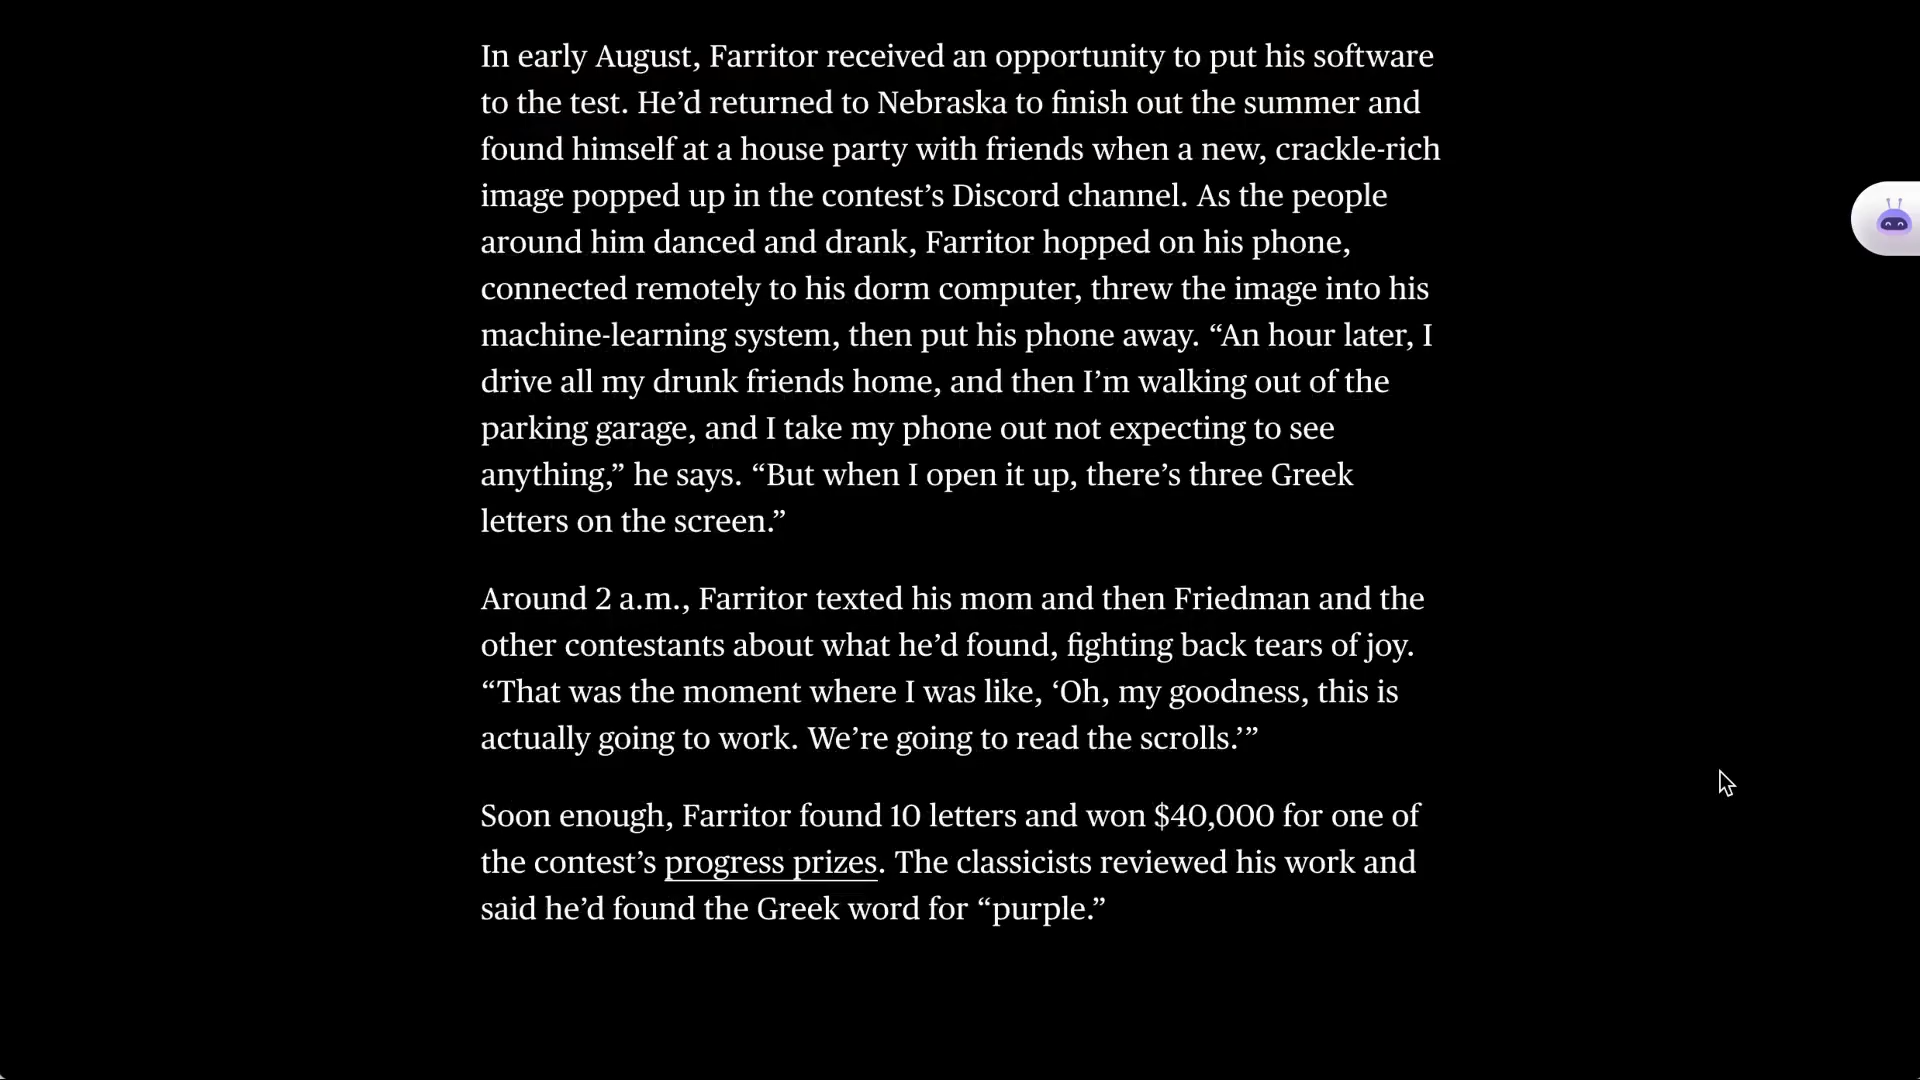 In early August, Farritor received an opportunity to put his software
to the test. He’d returned to Nebraska to finish out the summer and
found himself at a house party with friends when a new, crackle-rich
image popped up in the contest’s Discord channel. As the people
around him danced and drank, Farritor hopped on his phone,
connected remotely to his dorm computer, threw the image into his
machine-learning system, then put his phone away. “An hour later, I
drive all my drunk friends home, and then I’m walking out of the
parking garage, and I take my phone out not expecting to see
anything,” he says. “But when I open it up, there’s three Greek
letters on the screen.”
Around 2 a.m., Farritor texted his mom and then Friedman and the
other contestants about what he’d found, fighting back tears of joy.
“That was the moment where I was like, ‘Oh, my goodness, this is
actually going to work. We’re going to read the scrolls.’”
Soon enough, Farritor found 10 letters and won $40,000 for one of
the contest’s progress prizes. The classicists reviewed his work and
said he’d found the Greek word for “purple.”